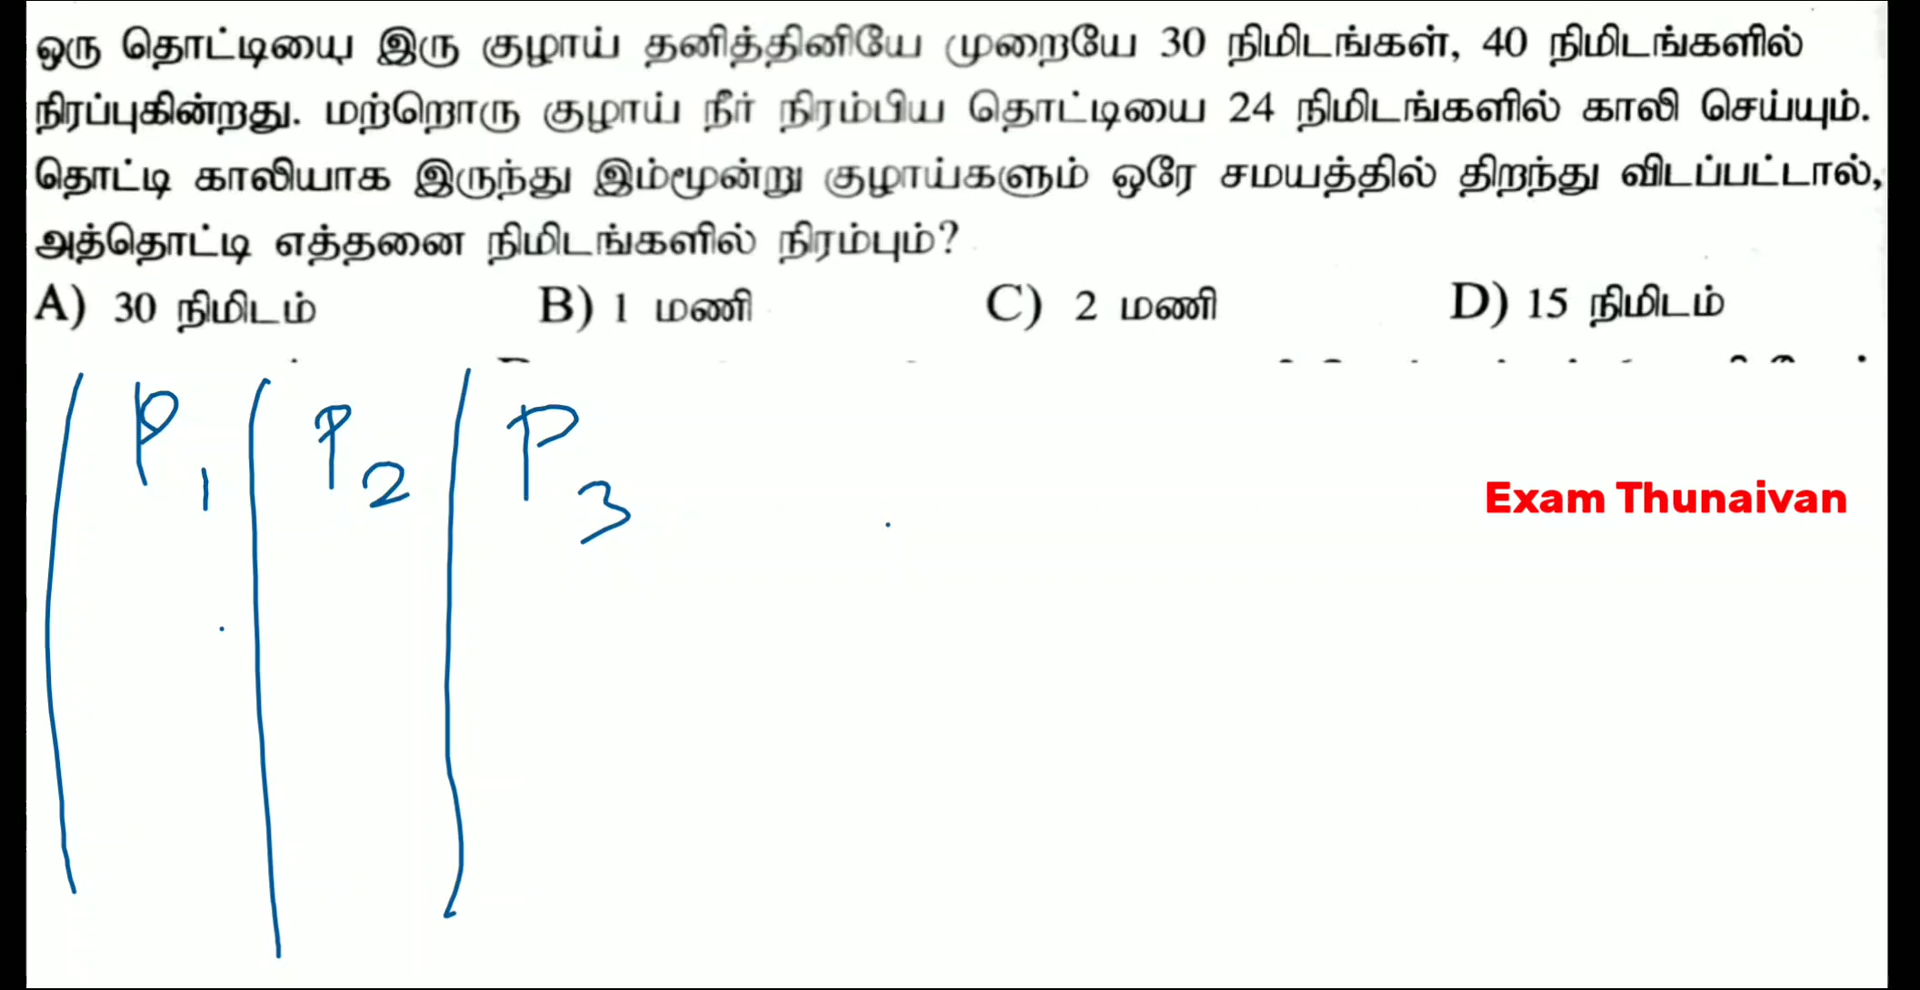 ஒரு தொட்டியை இரு குழாய் தனித்தினியே முறையே 30 நிமிடங்கள், 40 நிமிடங்களில்
நிரப்புகின்றது. மற்றொரு குழாய் நீர் நிரம்பிய தொட்டியை 24 நிமிடங்களில் காலி செய்யும்.
தொட்டி காலியாக இருந்து இம்மூன்று குழாய்களும் ஒரே சமயத்தில் திறந்து விடப்பட்டால்,
அத்தொட்டி எத்தனை நிமிடங்களில் நிரம்பும்?
A) 30 நிமிடம் B) 1 மணி C) 2 மணி D) 15 நிமிடம்
P1 P2 P3
Exam Thunaivan